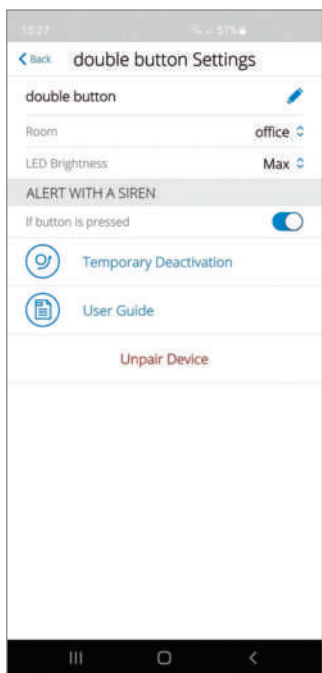 15:27 57%
Back double button Settings
double button
Room office
LED Brightness Max
ALERT WITH A SIREN
If button is pressed
Temporary Deactivation
User Guide
Unpair Device